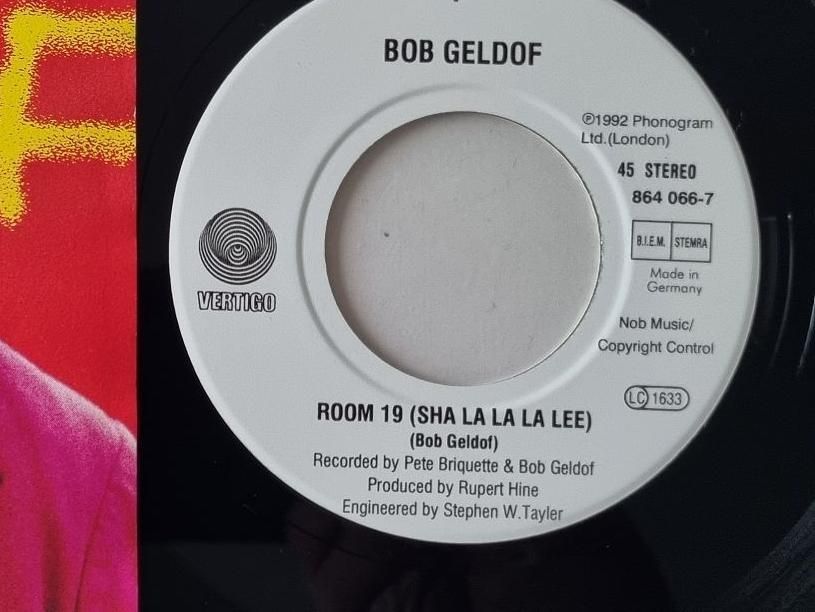 BOB GELDOF
℗1992 Phonogram
Ltd.(London)
45 STEREO
864 066-7
B.I.E.M. STEMRA
Made in
Germany
Nob Music/
Copyright Control
LC 1633
VERTIGO
ROOM 19 (SHA LA LA LA LEE)
(Bob Geldof)
Recorded by Pete Briquette & Bob Geldof
Produced by Rupert Hine
Engineered by Stephen W.Tayler